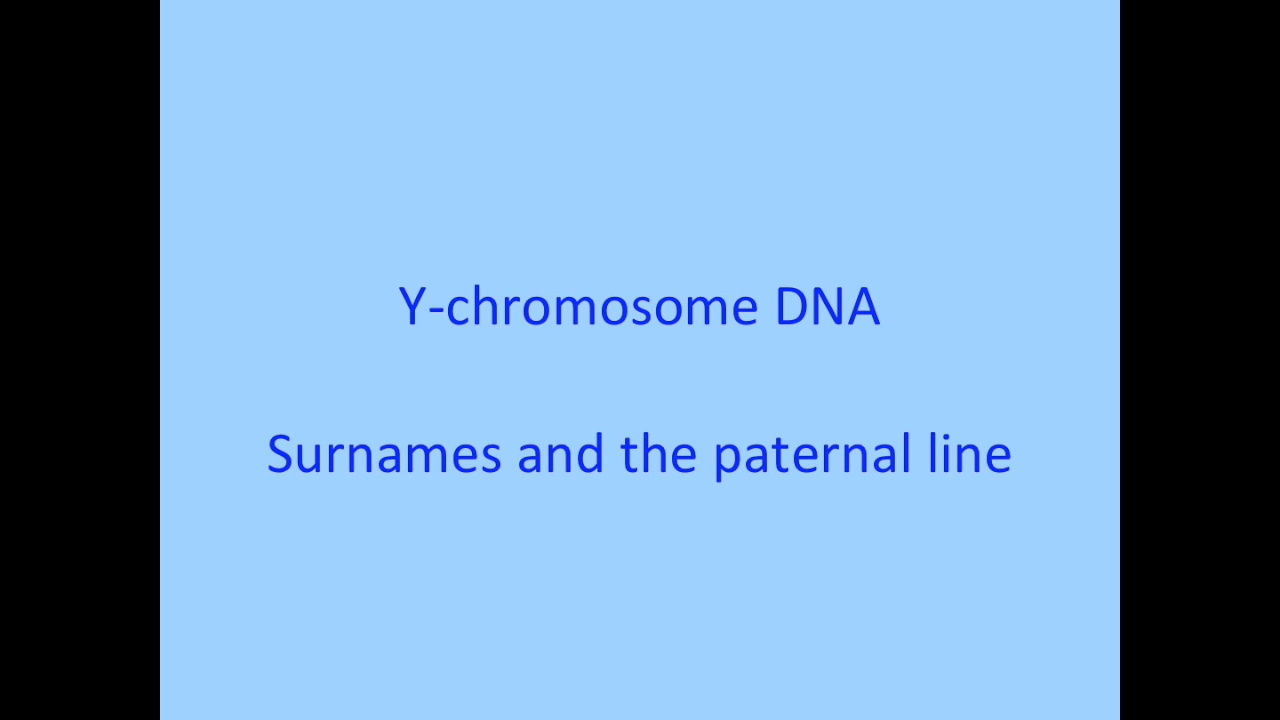 Y-chromosome DNA
Surnames and the paternal line